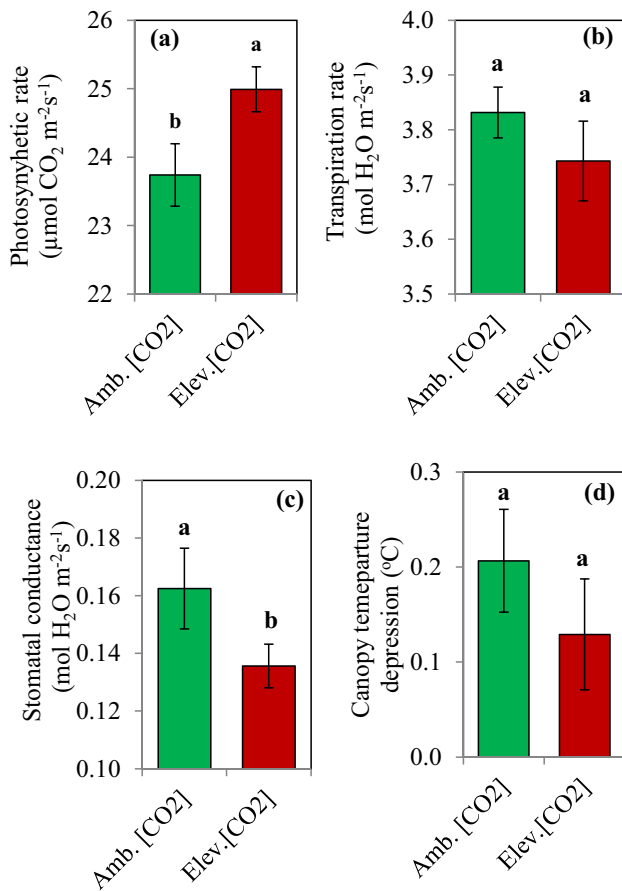 Photosynyhetic rate
(µmol CO₂ m⁻²s⁻¹)
26
25
24
23
22
(a)
b
a
Amb. [CO2]
Elev.[CO2]
Transpiration rate
(mol H₂O m⁻²s⁻¹)
4.0
3.9
3.8
3.7
3.6
3.5
(b)
a
a
Amb. [CO2]
Elev.[CO2]
Stomatal conductance
(mol H₂O m⁻²s⁻¹)
0.20
0.18
0.16
0.14
0.12
0.10
(c)
a
b
Amb. [CO2]
Elev.[CO2]
Canopy temeparture
depression (°C)
0.3
0.2
0.1
0.0
(d)
a
a
Amb. [CO2]
Elev.[CO2]